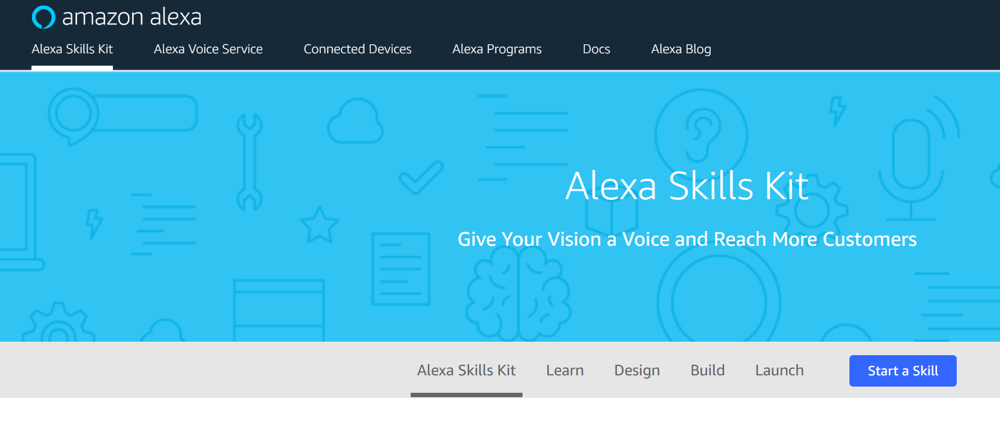 amazon alexa
Alexa Skills Kit Alexa Voice Service Connected Devices Alexa Programs Docs Alexa Blog
Alexa Skills Kit
Give Your Vision a Voice and Reach More Customers
Alexa Skills Kit Learn Design Build Launch Start a Skill